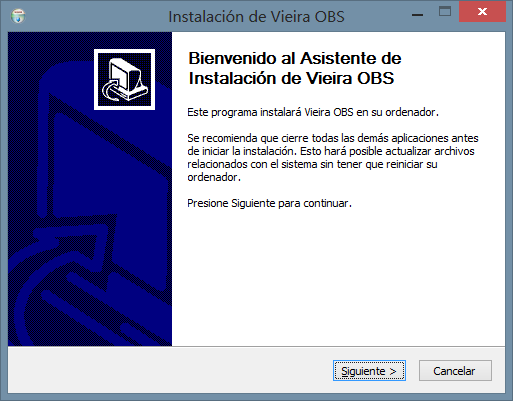 Instalación de Vieira OBS
Bienvenido al Asistente de
Instalación de Vieira OBS
Este programa instalará Vieira OBS en su ordenador.
Se recomienda que cierre todas las demás aplicaciones antes
de iniciar la instalación. Esto hará posible actualizar archivos
relacionados con el sistema sin tener que reiniciar su
ordenador.
Presione Siguiente para continuar.
Siguiente >
Cancelar